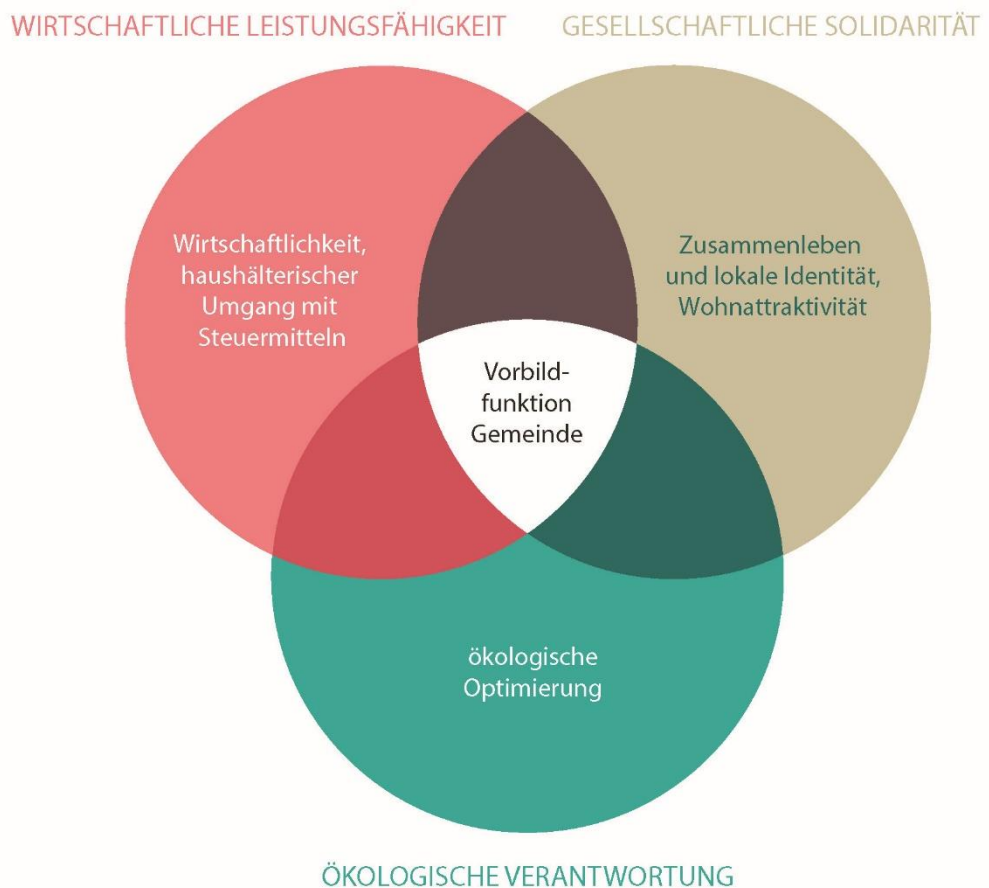 WIRTSCHAFTLICHE LEISTUNGSFÄHIGKEIT
GESELLSCHAFTLICHE SOLIDARITÄT
Wirtschaftlichkeit,
haushälterischer
Umgang mit
Steuermitteln
Zusammenleben
und lokale Identität,
Wohnattraktivität
Vorbild-
funktion
Gemeinde
ökologische
Optimierung
ÖKOLOGISCHE VERANTWORTUNG